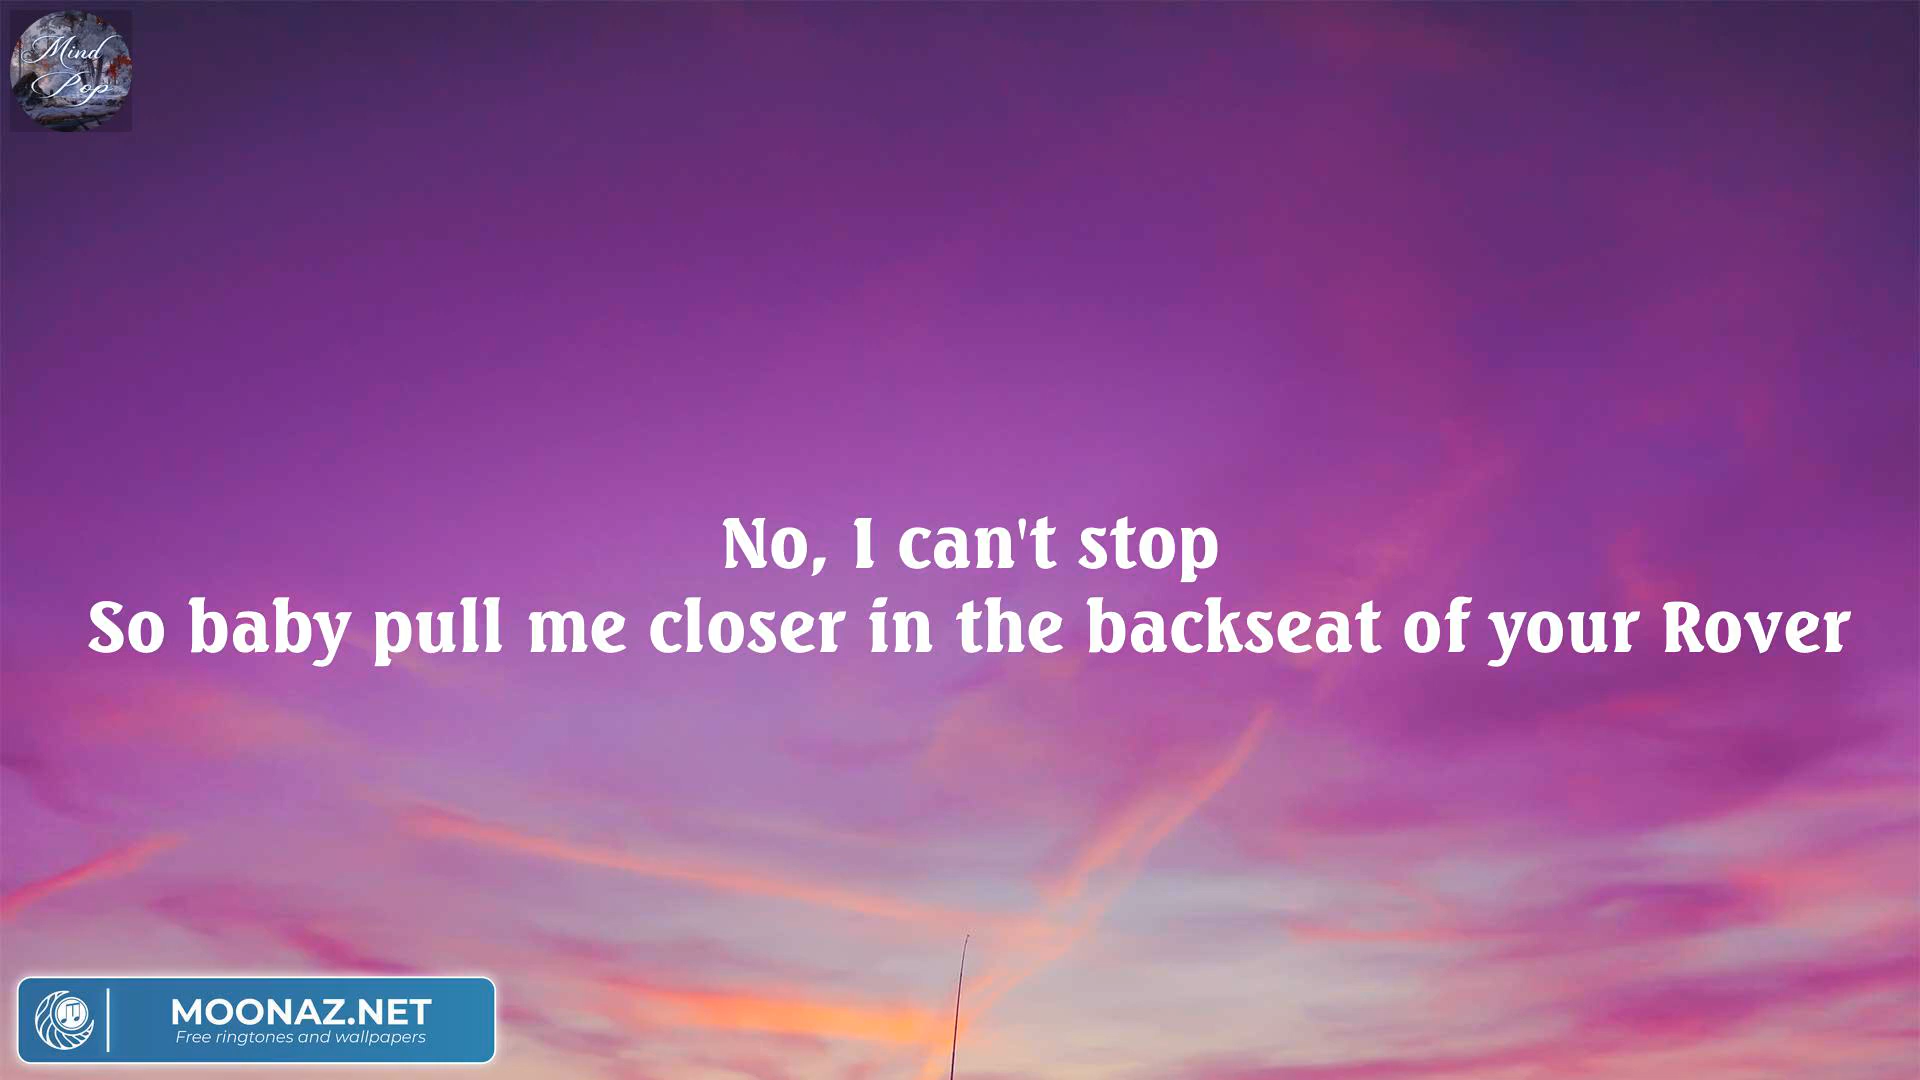 Mind
Pop
No, I can't stop
So baby pull me closer in the backseat of your Rover
MOONAZ.NET
Free ringtones and wallpapers